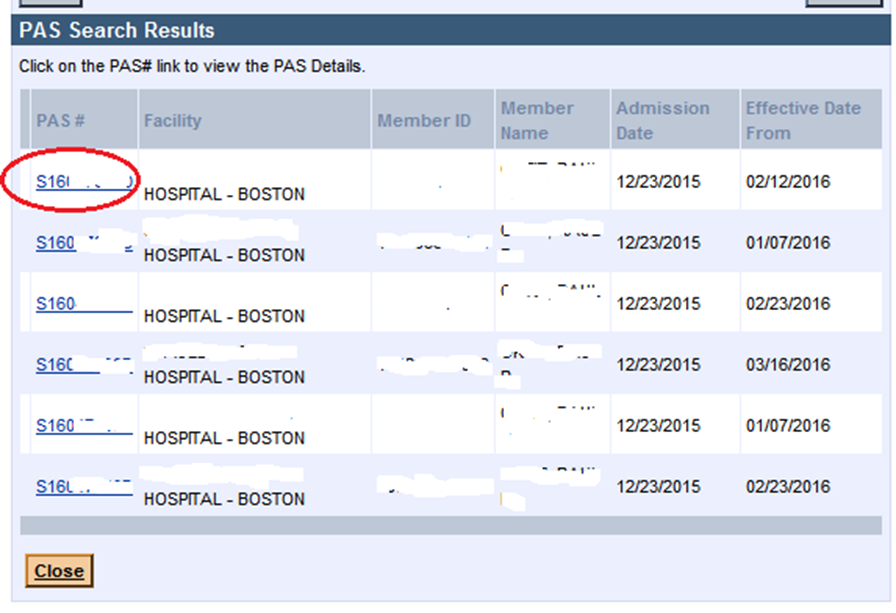 PAS Search Results
Click on the PAS# link to view the PAS Details.
PAS # Facility Member ID Member Name Admission Date Effective Date From
HOSPITAL - BOSTON 12/23/2015 02/12/2016
HOSPITAL - BOSTON 12/23/2015 01/07/2016
HOSPITAL - BOSTON 12/23/2015 02/23/2016
HOSPITAL - BOSTON 12/23/2015 03/16/2016
HOSPITAL - BOSTON 12/23/2015 01/07/2016
HOSPITAL - BOSTON 12/23/2015 02/23/2016
Close